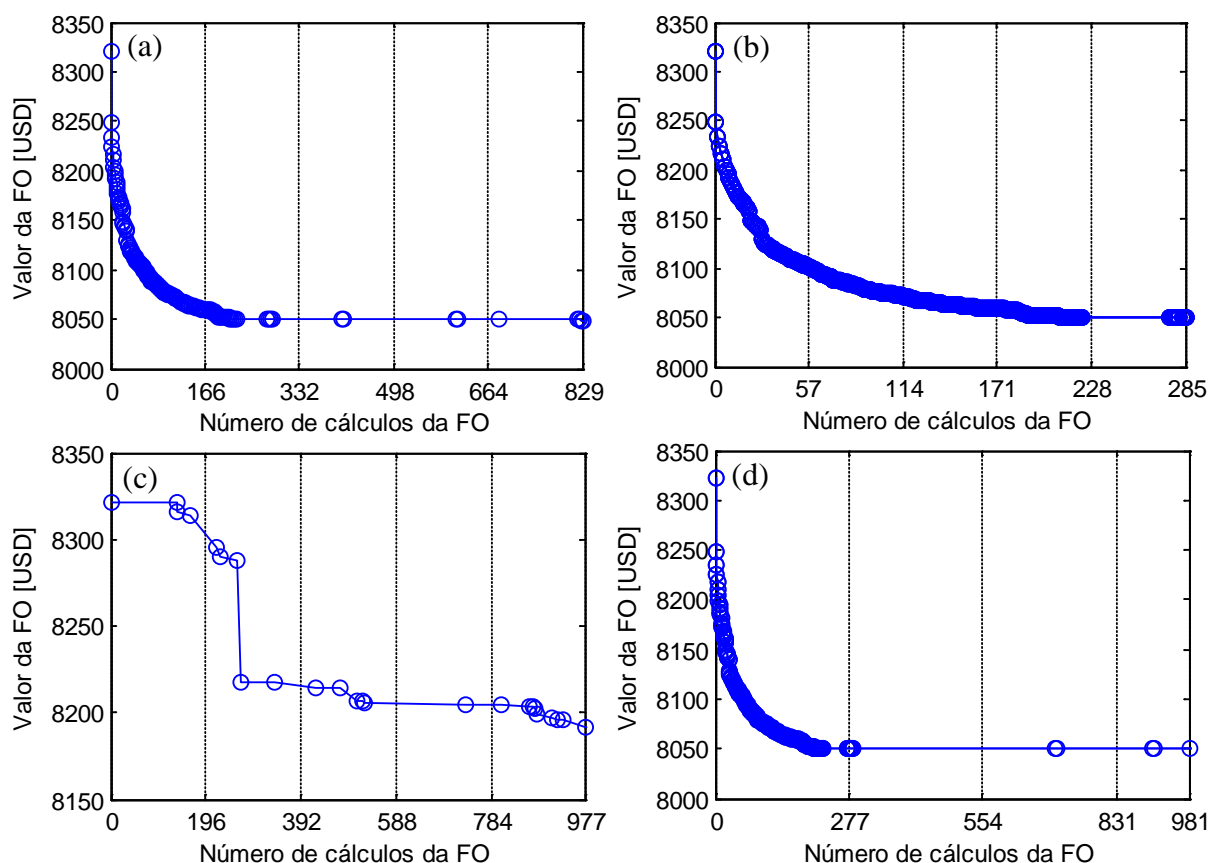 (a)
Valor da FO [USD]
8350
8300
8250
8200
8150
8100
8050
8000
0 166 332 498 664 829
Número de cálculos da FO
(b)
Valor da FO [USD]
8350
8300
8250
8200
8150
8100
8050
8000
0 57 114 171 228 285
Número de cálculos da FO
(c)
Valor da FO [USD]
8350
8300
8250
8200
8150
0 196 392 588 784 977
Número de cálculos da FO
(d)
Valor da FO [USD]
8350
8300
8250
8200
8150
8100
8050
8000
0 277 554 831 981
Número de cálculos da FO